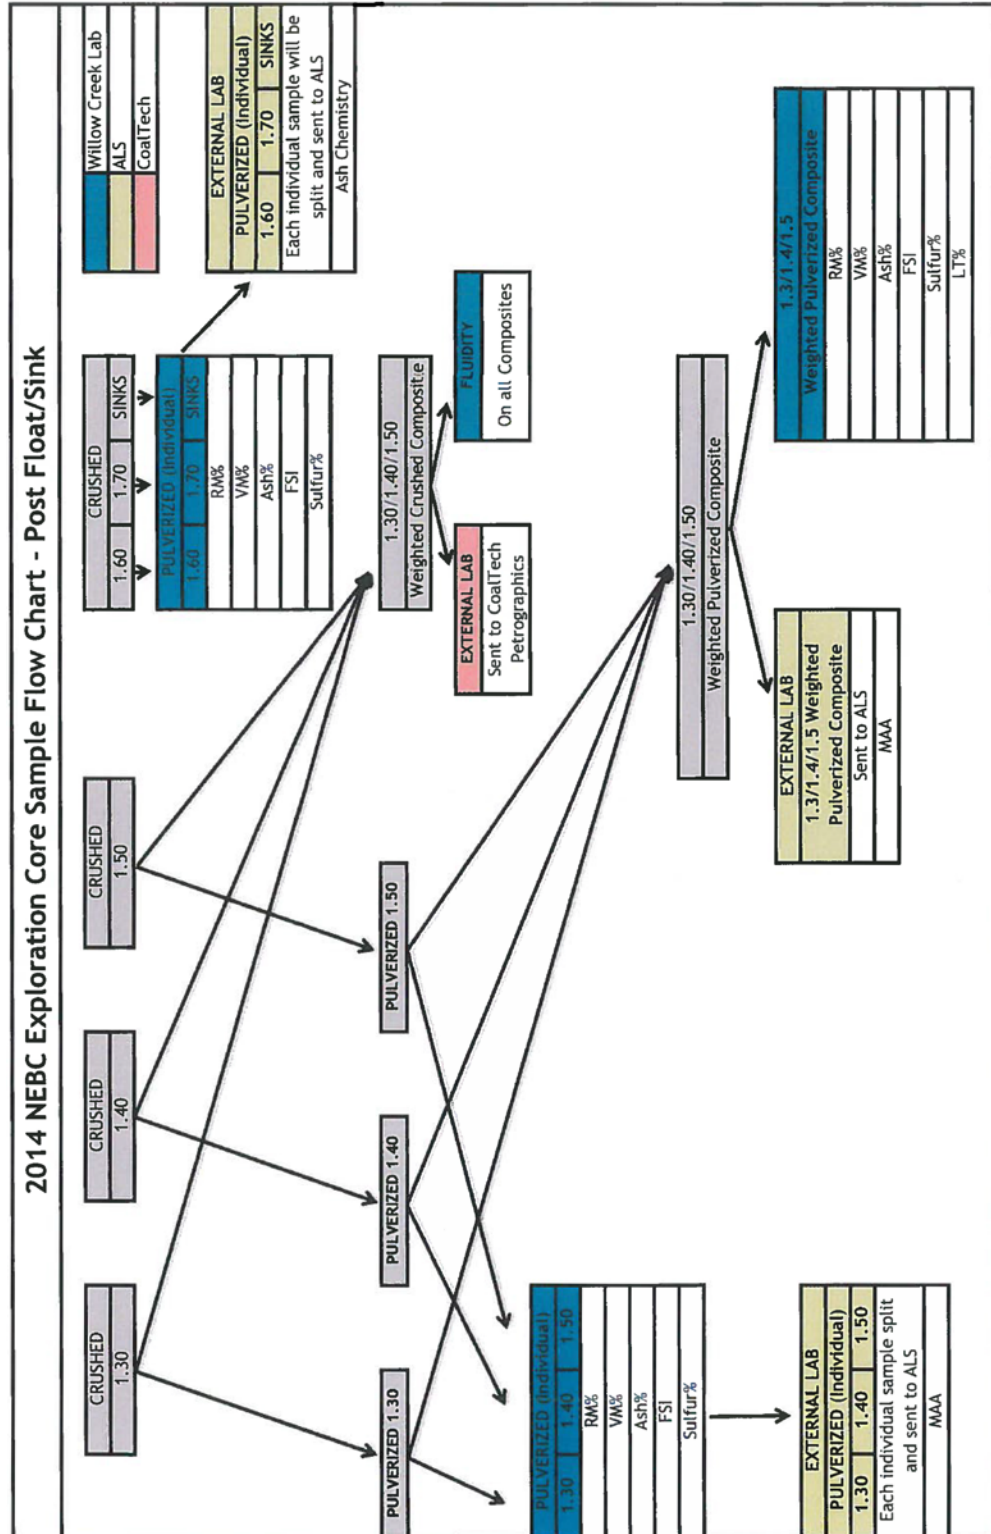 2014 NEBC Exploration Core Sample Flow Chart - Post Float/Sink
CRUSHED
1.30
CRUSHED
1.40
CRUSHED
1.50
CRUSHED
1.60 1.70 SINKS
Willow Creek Lab
ALS
CoalTech
PULVERIZED (Individual)
1.60 1.70 SINKS
RM%
VM%
Ash%
FSI
Sulfur%
EXTERNAL LAB
PULVERIZED (Individual)
1.60 1.70 SINKS
Each individual sample will be
split and sent to ALS
Ash Chemistry
PULVERIZED 1.30
PULVERIZED 1.40
PULVERIZED 1.50
1.30/1.40/1.50
Weighted Crushed Composite
EXTERNAL LAB
Sent to CoalTech
Petrographics
FLUIDITY
On all Composites
PULVERIZED (Individual)
1.30 1.40 1.50
RM%
VM%
Ash%
FSI
Sulfur%
EXTERNAL LAB
PULVERIZED (Individual)
1.30 1.40 1.50
Each individual sample split
and sent to ALS
MAA
1.30/1.40/1.50
Weighted Pulverized Composite
EXTERNAL LAB
1.3/1.4/1.5 Weighted
Pulverized Composite
Sent to ALS
MAA
1.3/1.4/1.5
Weighted Pulverized Composite
RM%
VM%
Ash%
FSI
Sulfur%
LT%